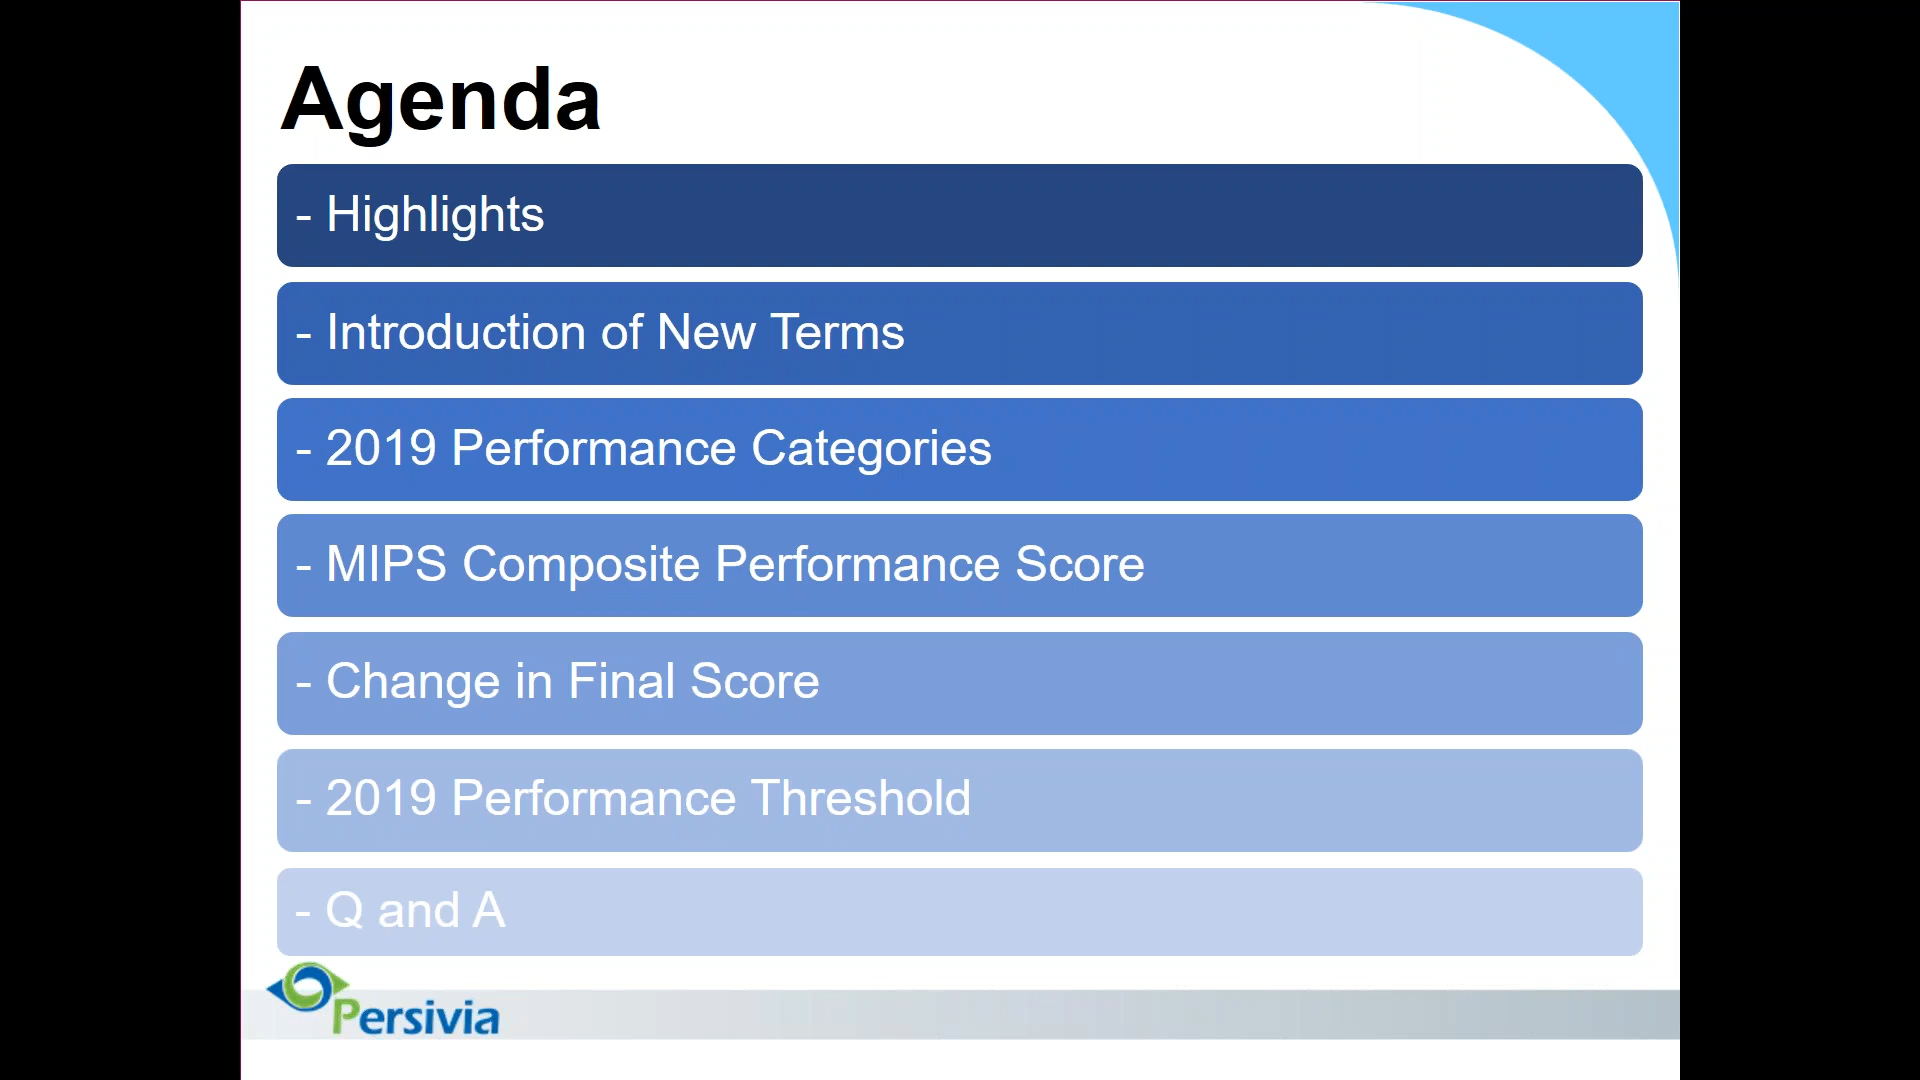 Agenda
- Highlights
- Introduction of New Terms
- 2019 Performance Categories
- MIPS Composite Performance Score
- Change in Final Score
- 2019 Performance Threshold
- Q and A
Persivia